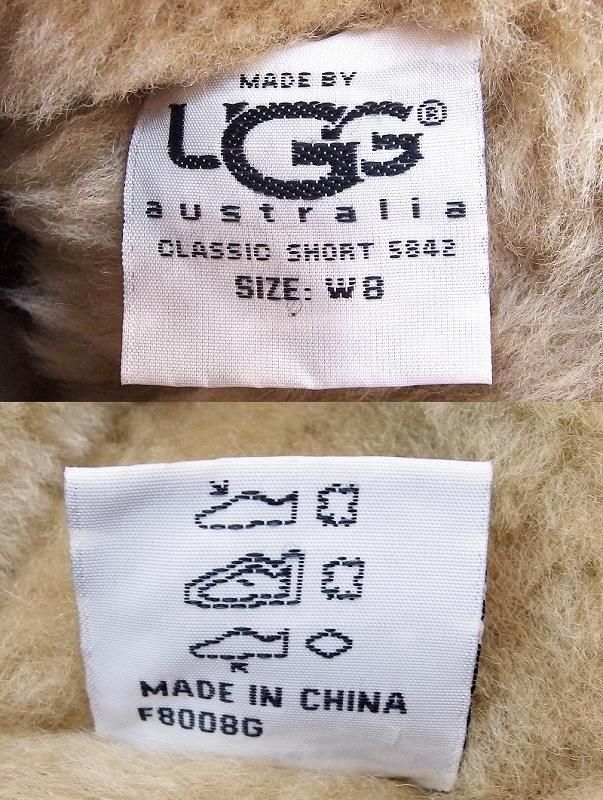 MADE BY
UGG®
australia
CLASSIC SHORT 5842
SIZE: W8
MADE IN CHINA
F8008G